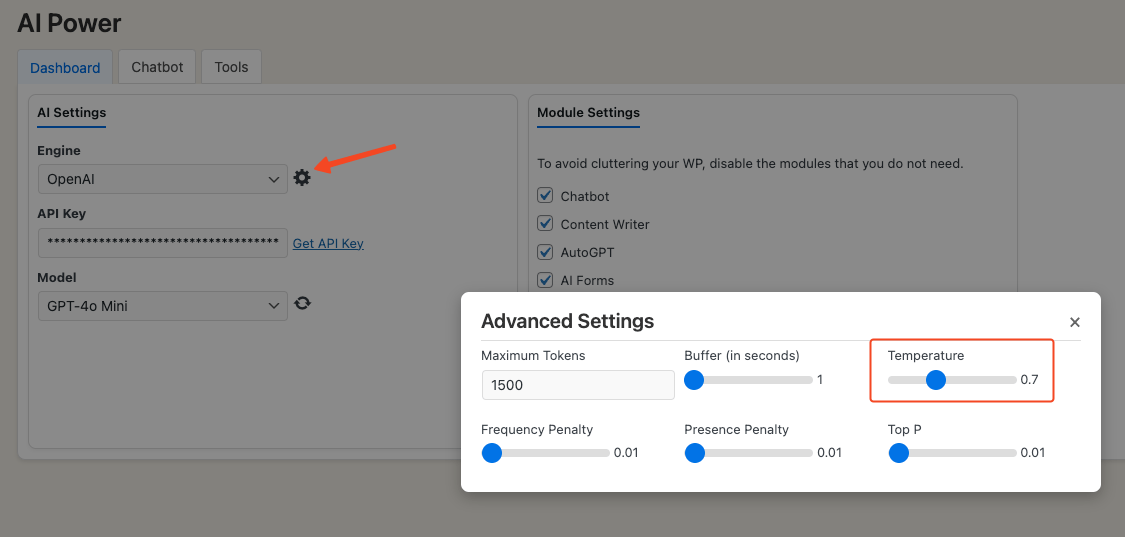 AI Power
Dashboard
Chatbot
Tools
AI Settings
Engine
OpenAI
API Key
************************************
Get API Key
Model
GPT-4o Mini
Module Settings
To avoid cluttering your WP, disable the modules that you do not need.
Chatbot
Content Writer
AutoGPT
AI Forms
Advanced Settings
×
Maximum Tokens
1500
Buffer (in seconds)
1
Temperature
0.7
Frequency Penalty
0.01
Presence Penalty
0.01
Top P
0.01